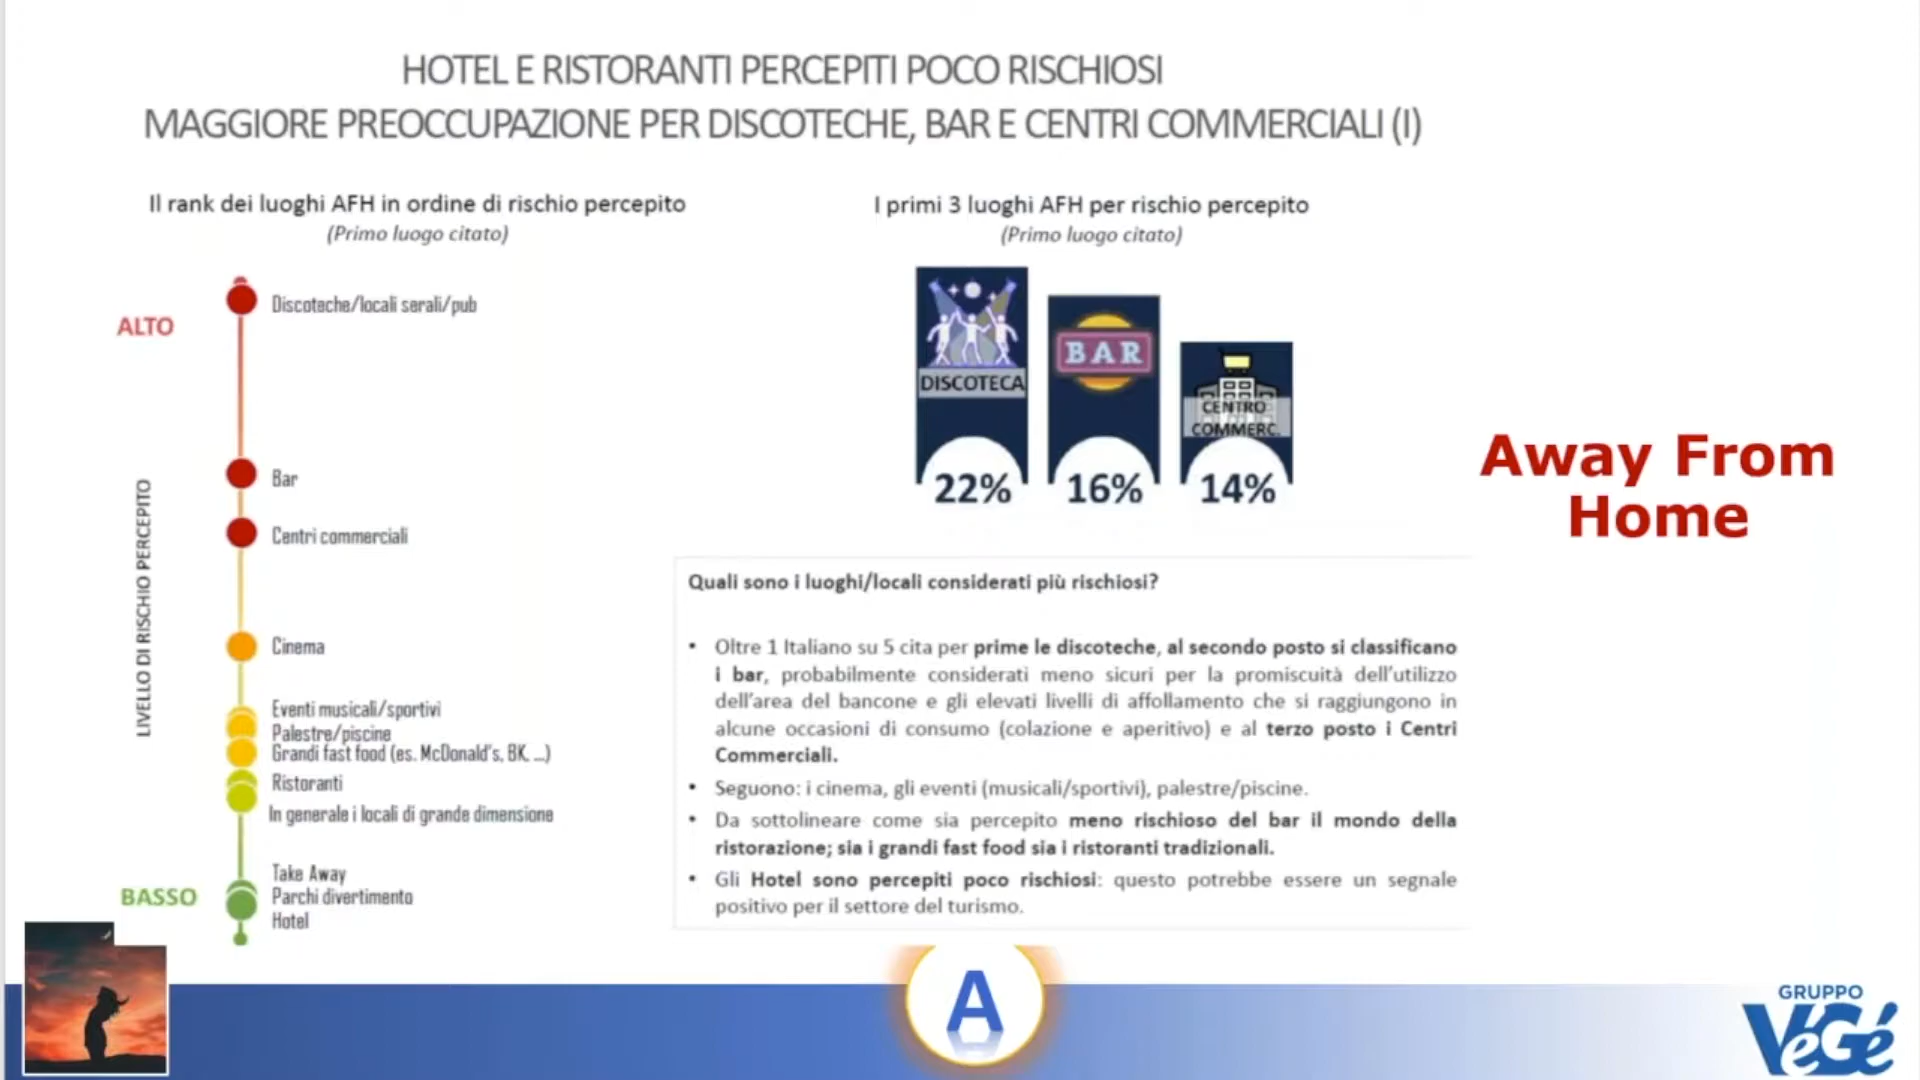 HOTEL E RISTORANTI PERCEPITI POCO RISCHIOSI
MAGGIORE PREOCCUPAZIONE PER DISCOTECHE, BAR E CENTRI COMMERCIALI (I)
Il rank dei luoghi AFH in ordine di rischio percepito
(Primo luogo citato)
ALTO
LIVELLO DI RISCHIO PERCEPITO
BASSO
Discoteche/locali serali/pub
Bar
Centri commerciali
Cinema
Eventi musicali/sportivi
Palestre/piscine
Grandi fast food (es. McDonald's, BK, ...)
Ristoranti
In generale i locali di grande dimensione
Take Away
Parchi divertimento
Hotel
I primi 3 luoghi AFH per rischio percepito
(Primo luogo citato)
DISCOTECA
22%
BAR
16%
CENTRO
COMMERC.
14%
Away From
Home
Quali sono i luoghi/locali considerati più rischiosi?
• Oltre 1 Italiano su 5 cita per prime le discoteche, al secondo posto si classificano
i bar, probabilmente considerati meno sicuri per la promiscuità dell'utilizzo
dell'area del bancone e gli elevati livelli di affollamento che si raggiungono in
alcune occasioni di consumo (colazione e aperitivo) e al terzo posto i Centri
Commerciali.
• Seguono: i cinema, gli eventi (musicali/sportivi), palestre/piscine.
• Da sottolineare come sia percepito meno rischioso del bar il mondo della
ristorazione; sia i grandi fast food sia i ristoranti tradizionali.
• Gli Hotel sono percepiti poco rischiosi: questo potrebbe essere un segnale
positivo per il settore del turismo.
A
GRUPPO
VéGé